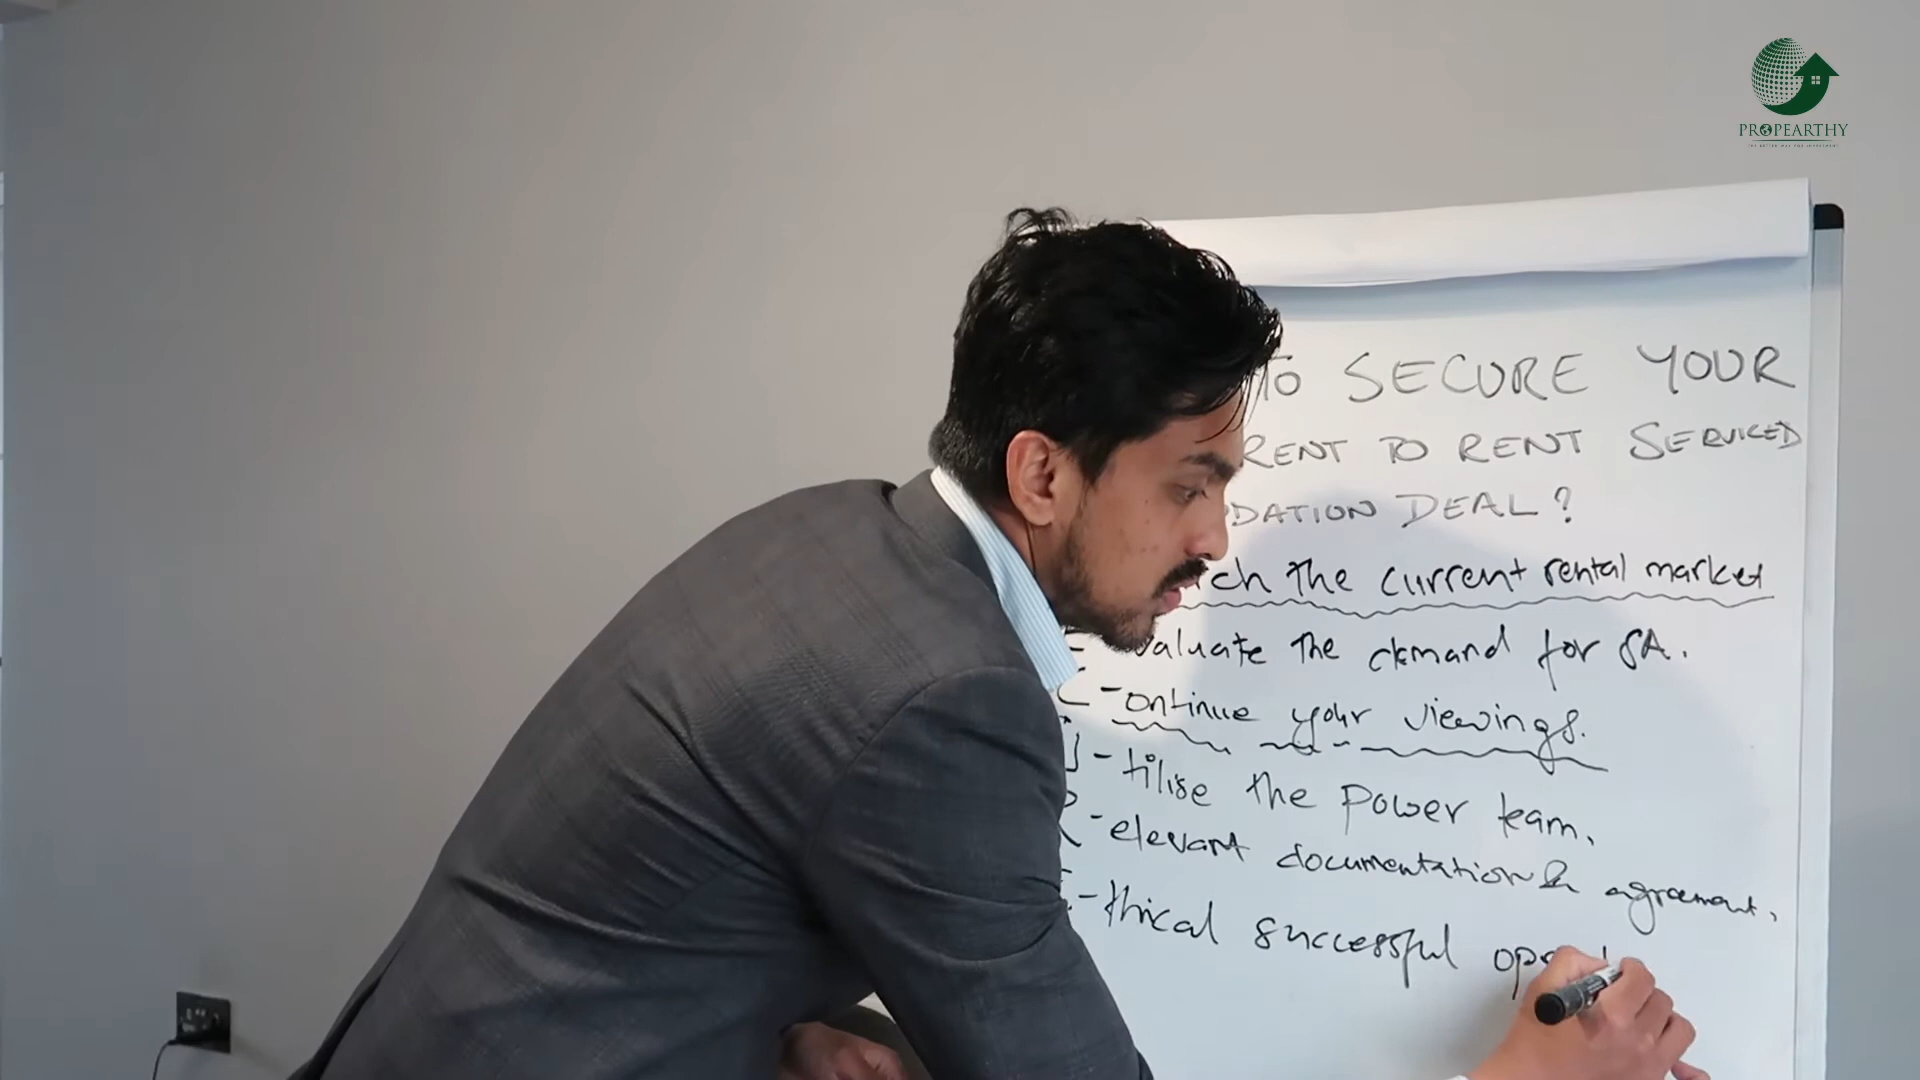 PROPEARTHY
TO SECURE YOUR
RENT TO RENT SERVICED
DATION DEAL?
ch the current rental market
E- valuate the demand for SA.
C-ontinue your viewings.
U-tilise the power team.
R-elevant documentation & agreement.
E-thical successful ope